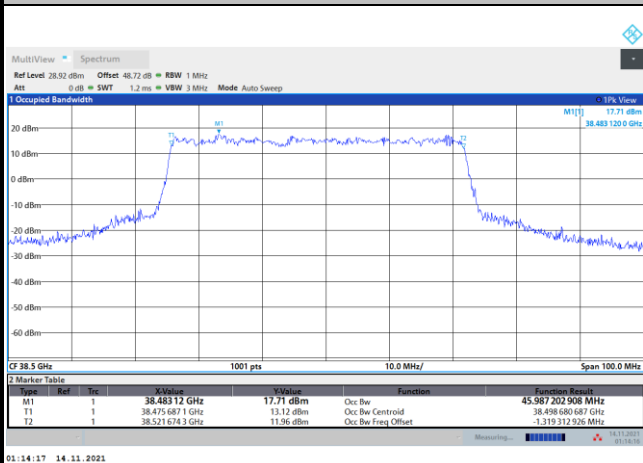 MultiView Spectrum
Ref Level 28.92 dBm Offset 48.72 dB RBW 1 MHz
Att 0 dB SWT 1.2 ms VBW 3 MHz Mode Auto Sweep
1 Occupied Bandwidth 1Pk View
M1[1] 17.71 dBm
38.483 120 0 GHz
M1
T1
T2
20 dBm
10 dBm
0 dBm
-10 dBm
-20 dBm
-30 dBm
-40 dBm
-50 dBm
-60 dBm
CF 38.5 GHz 1001 pts 10.0 MHz/ Span 100.0 MHz
2 Marker Table
Type Ref Trc X-Value Y-Value Function Function Result
M1 1 38.483 12 GHz 17.71 dBm Occ Bw 45.987 202 908 MHz
T1 1 38.475 687 1 GHz 13.12 dBm Occ Bw Centroid 38.498 680 687 GHz
T2 1 38.521 674 3 GHz 11.96 dBm Occ Bw Freq Offset -1.319 312 926 MHz
Measuring... 14.11.2021
01:14:16
01:14:17 14.11.2021